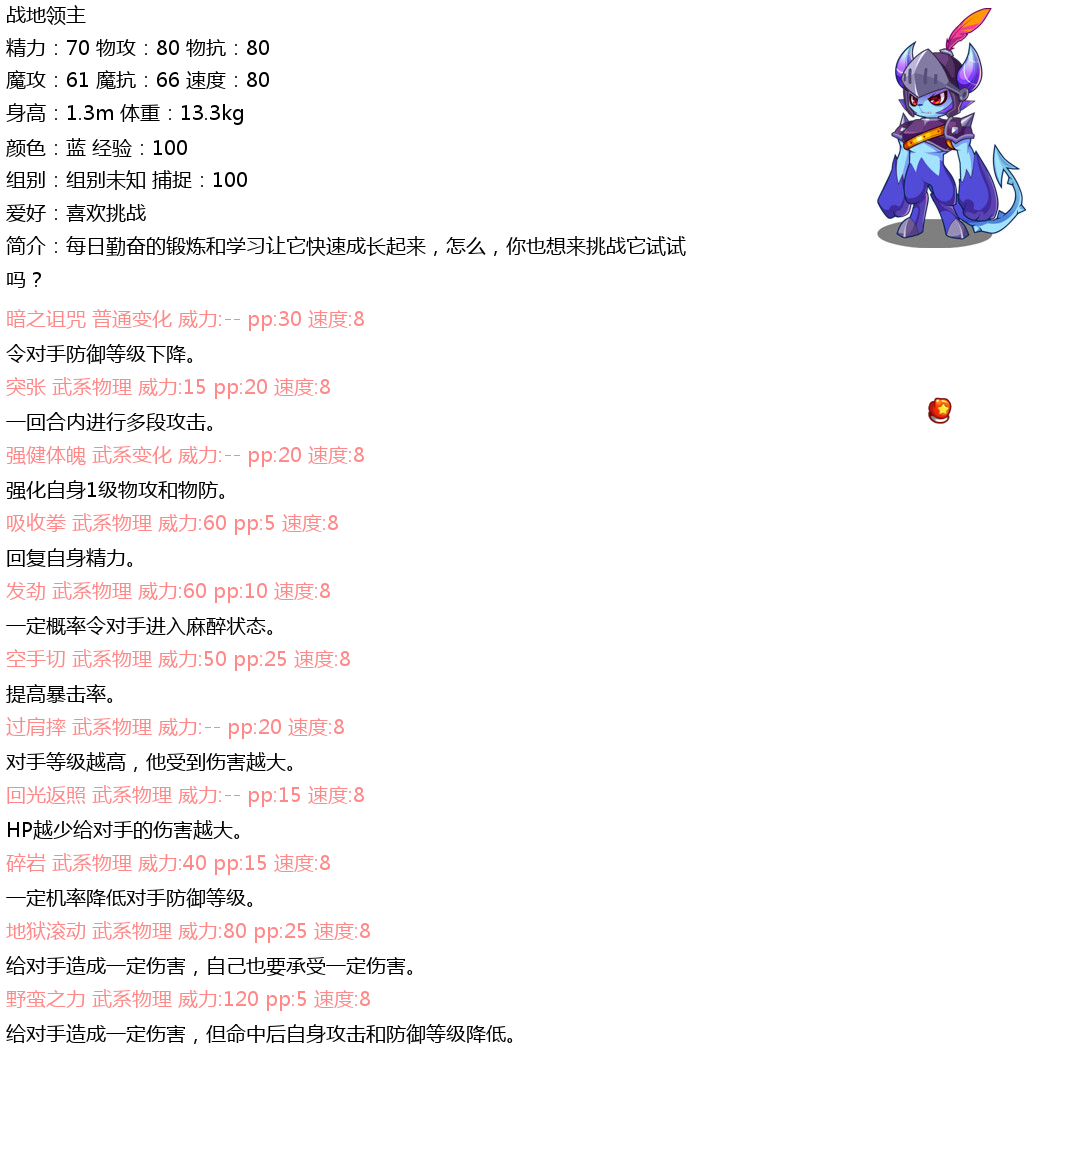 战地领主
精力：70 物攻：80 物抗：80
魔攻：61 魔抗：66 速度：80
身高：1.3m 体重：13.3kg
颜色：蓝 经验：100
组别：组别未知 捕捉：100
爱好：喜欢挑战
简介：每日勤奋的锻炼和学习让它快速成长起来，怎么，你也想来挑战它试试
吗？
暗之诅咒 普通变化 威力:-- pp:30 速度:8
令对手防御等级下降。
突张 武系物理 威力:15 pp:20 速度:8
一回合内进行多段攻击。
强健体魄 武系变化 威力:-- pp:20 速度:8
强化自身1级物攻和物防。
吸收拳 武系物理 威力:60 pp:5 速度:8
回复自身精力。
发劲 武系物理 威力:60 pp:10 速度:8
一定概率令对手进入麻醉状态。
空手切 武系物理 威力:50 pp:25 速度:8
提高暴击率。
过肩摔 武系物理 威力:-- pp:20 速度:8
对手等级越高，他受到伤害越大。
回光返照 武系物理 威力:-- pp:15 速度:8
HP越少给对手的伤害越大。
碎岩 武系物理 威力:40 pp:15 速度:8
一定机率降低对手防御等级。
地狱滚动 武系物理 威力:80 pp:25 速度:8
给对手造成一定伤害，自己也要承受一定伤害。
野蛮之力 武系物理 威力:120 pp:5 速度:8
给对手造成一定伤害，但命中后自身攻击和防御等级降低。